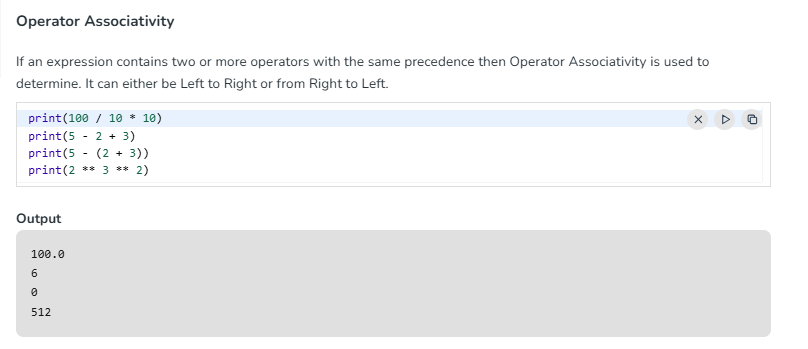 Operator Associativity
If an expression contains two or more operators with the same precedence then Operator Associativity is used to
determine. It can either be Left to Right or from Right to Left.
print(100 / 10 * 10)
print(5 - 2 + 3)
print(5 - (2 + 3))
print(2 ** 3 ** 2)
Output
100.0
6
0
512